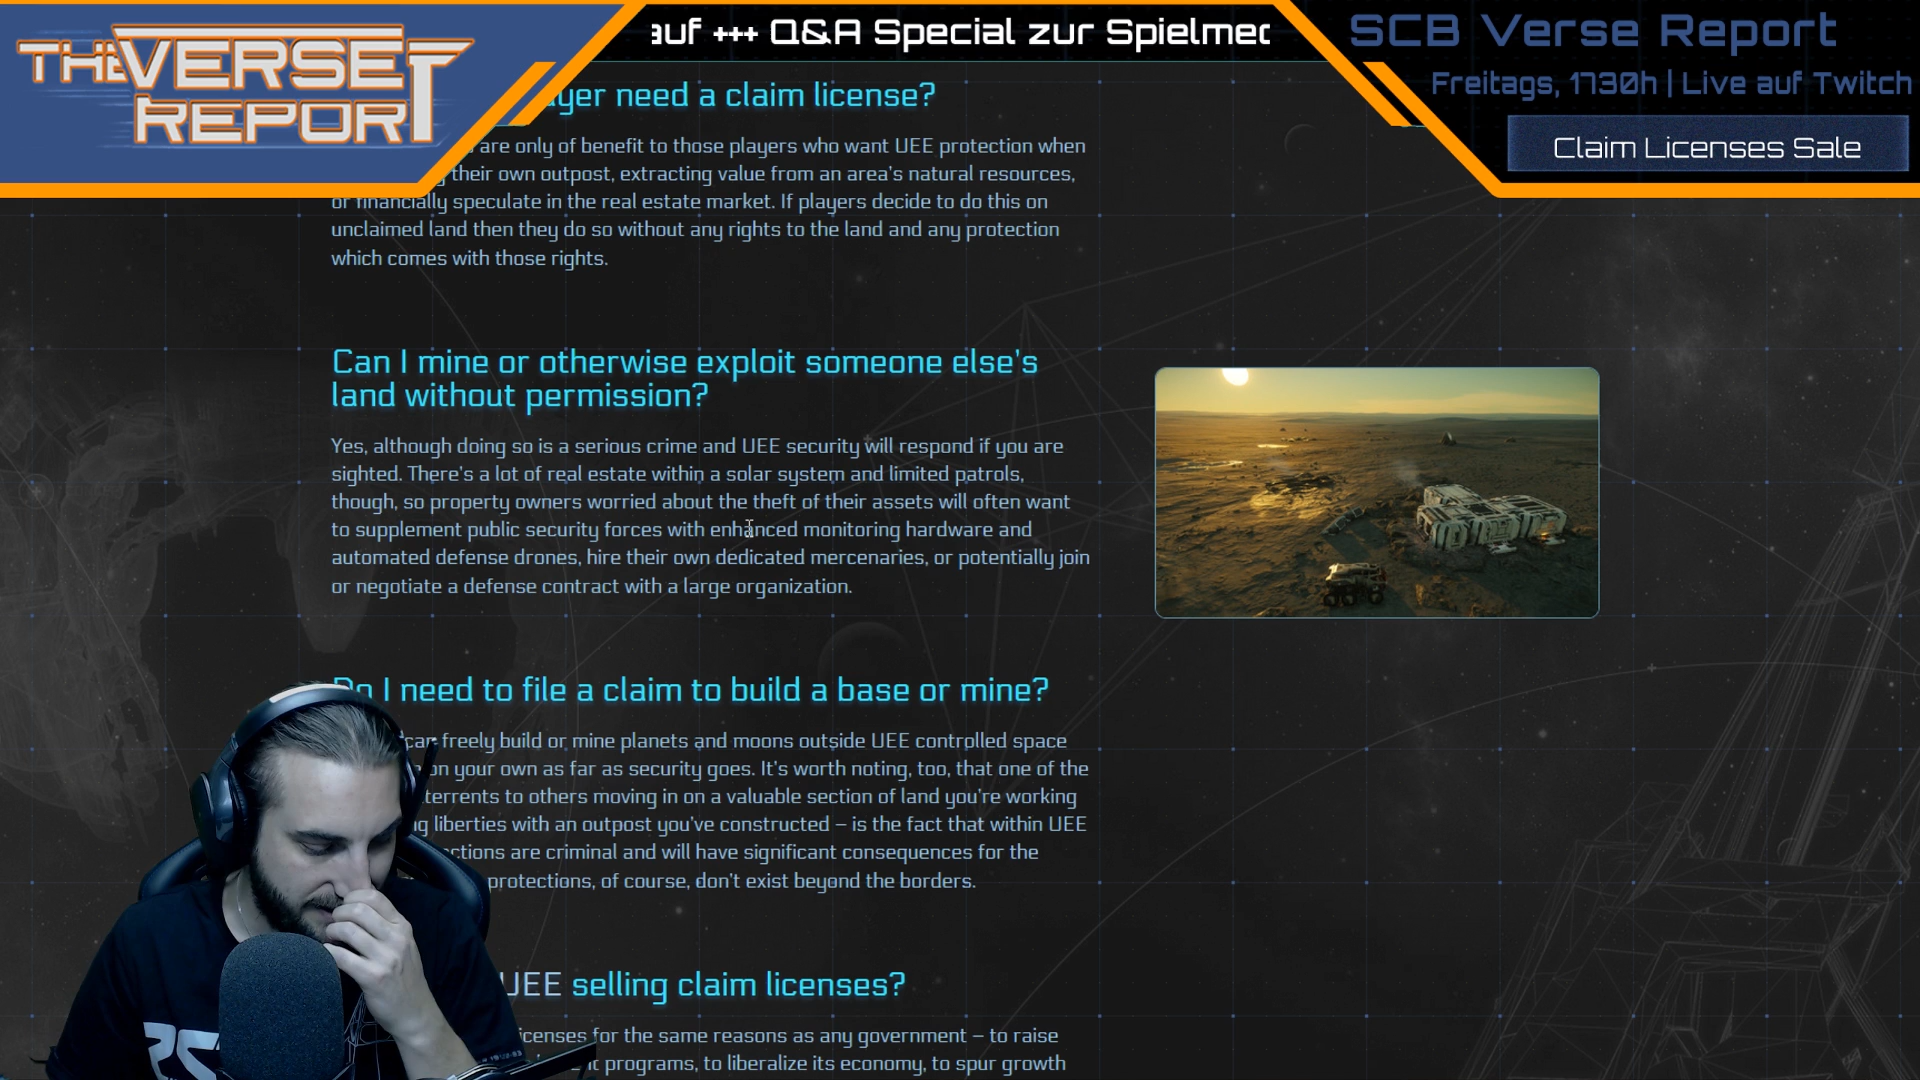 THE VERSE
REPORT
auf +++ Q&A Special zur Spielmec
SCB Verse Report
Freitags, 1730h | Live auf Twitch
Claim Licenses Sale
need a claim license?
are only of benefit to those players who want UEE protection when
their own outpost, extracting value from an area's natural resources,
or financially speculate in the real estate market. If players decide to do this on
unclaimed land then they do so without any rights to the land and any protection
which comes with those rights.
Can I mine or otherwise exploit someone else's
land without permission?
Yes, although doing so is a serious crime and UEE security will respond if you are
sighted. There's a lot of real estate within a solar system and limited patrols,
though, so property owners worried about the theft of their assets will often want
to supplement public security forces with enhanced monitoring hardware and
automated defense drones, hire their own dedicated mercenaries, or potentially join
or negotiate a defense contract with a large organization.
Do I need to file a claim to build a base or mine?
can freely build or mine planets and moons outside UEE controlled space
on your own as far as security goes. It's worth noting, too, that one of the
to others moving in on a valuable section of land you're working
liberties with an outpost you've constructed – is the fact that within UEE
are criminal and will have significant consequences for the
protections, of course, don't exist beyond the borders.
UEE selling claim licenses?
for the same reasons as any government – to raise
programs, to liberalize its economy, to spur growth